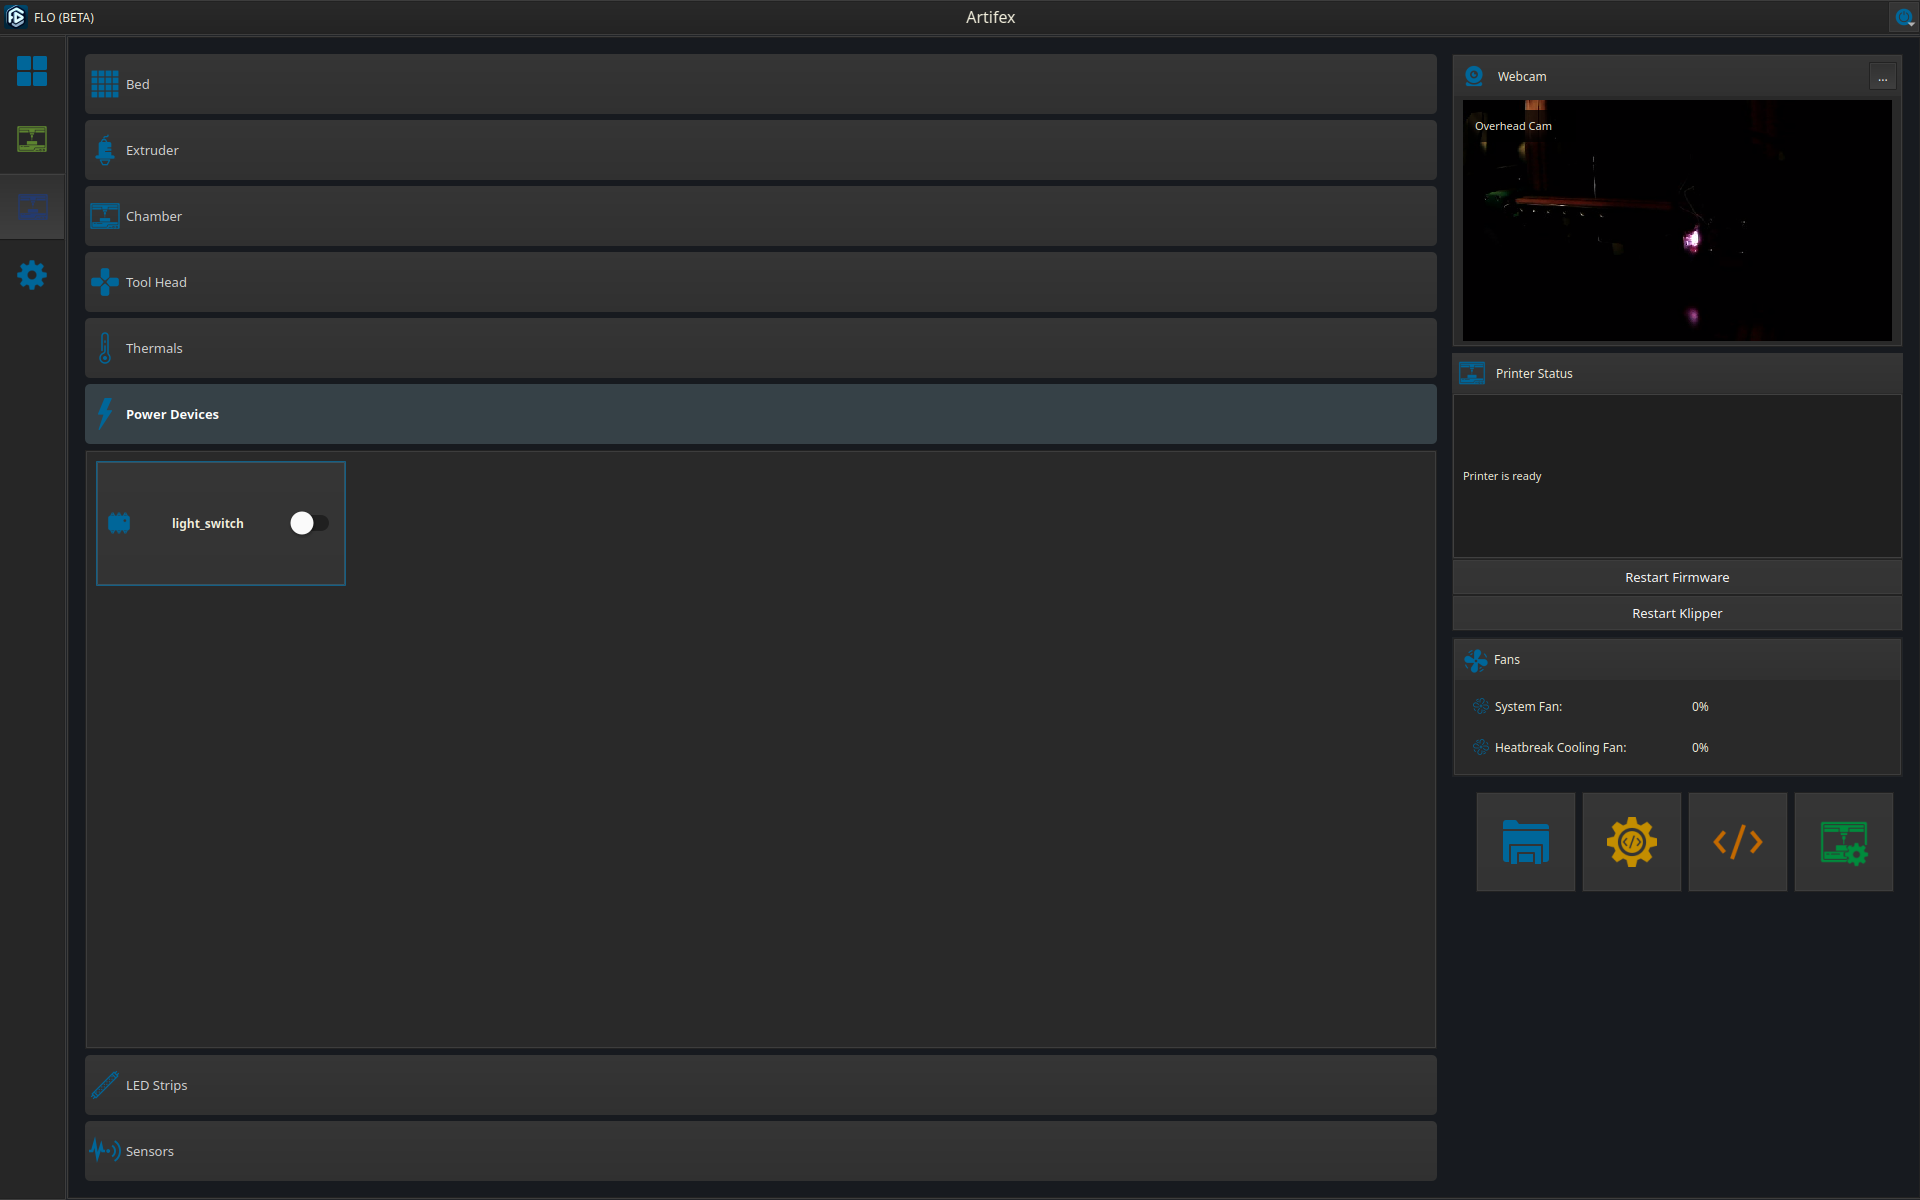 FLO (BETA)
Artifex
Bed
Extruder
Chamber
Tool Head
Thermals
Power Devices
light_switch
LED Strips
Sensors
Webcam
...
Overhead Cam
Printer Status
Printer is ready
Restart Firmware
Restart Klipper
Fans
System Fan: 0%
Heatbreak Cooling Fan: 0%